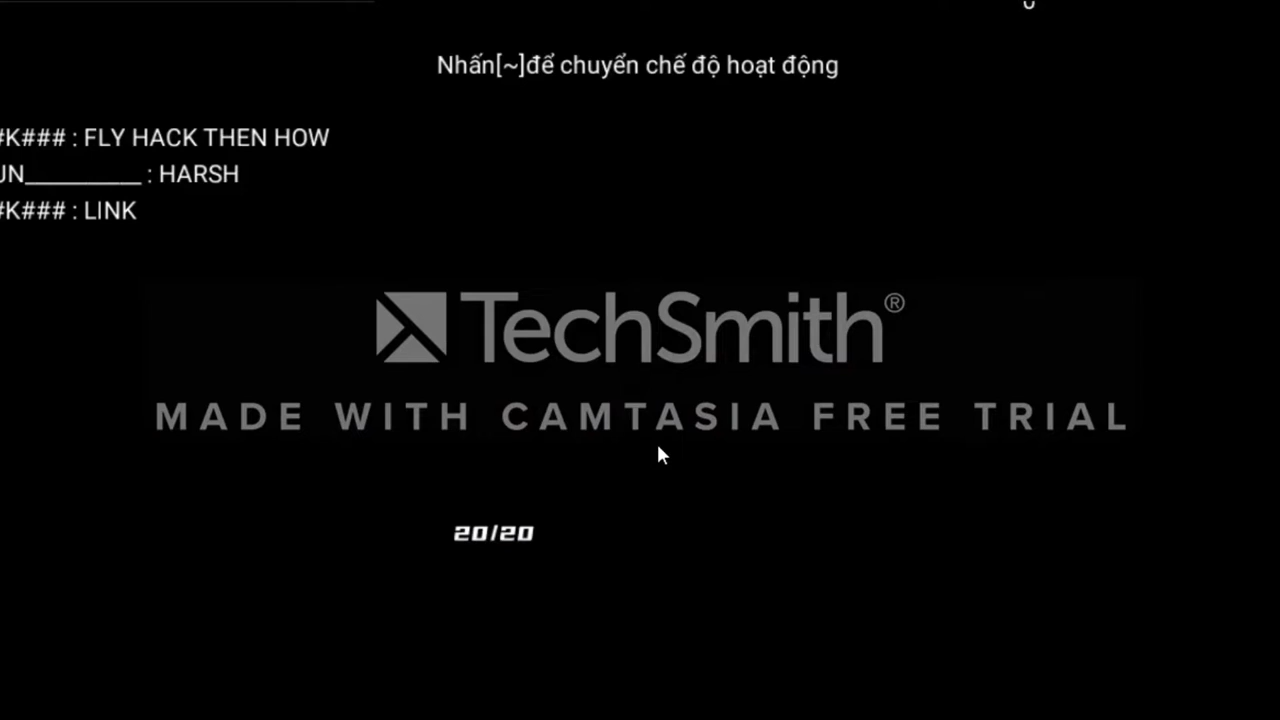 Nhấn[~]để chuyển chế độ hoạt động
#K### : FLY HACK THEN HOW
UN__________ : HARSH
#K### : LINK
TechSmith®
MADE WITH CAMTASIA FREE TRIAL
20/20